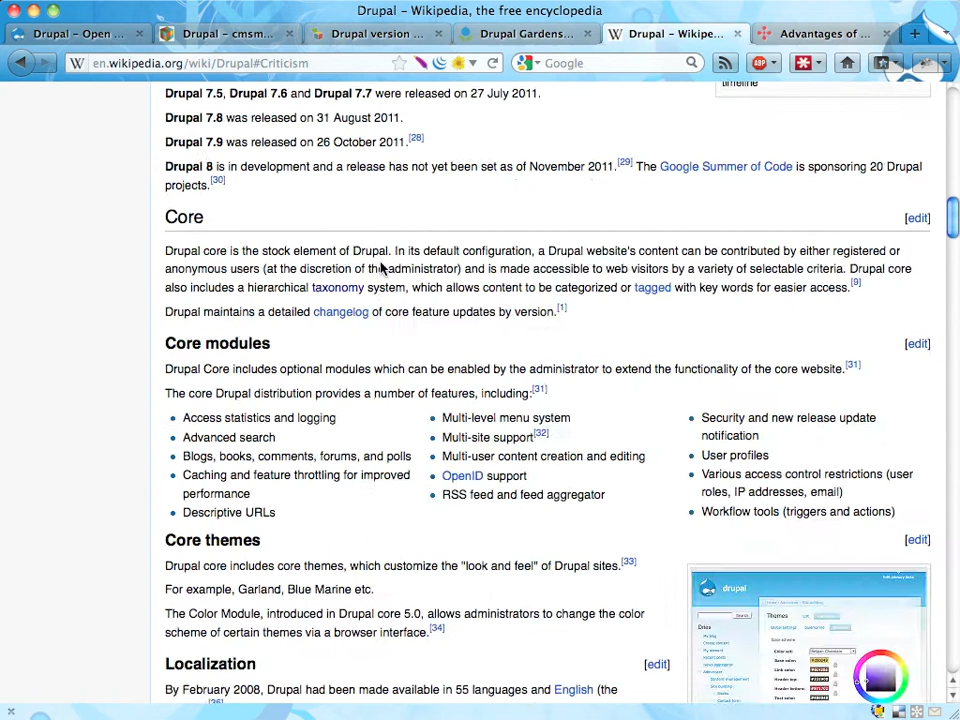 Drupal – Wikipedia, the free encyclopedia
Drupal – Open ...
Drupal – cmsm...
Drupal version ...
Drupal Gardens...
Drupal – Wikipe...
Advantages of ...
en.wikipedia.org/wiki/Drupal#Criticism
Google
Drupal 7.5, Drupal 7.6 and Drupal 7.7 were released on 27 July 2011.
timeline
Drupal 7.8 was released on 31 August 2011.
Drupal 7.9 was released on 26 October 2011.[28]
Drupal 8 is in development and a release has not yet been set as of November 2011.[29] The Google Summer of Code is sponsoring 20 Drupal
projects.[30]
Core [edit]
Drupal core is the stock element of Drupal. In its default configuration, a Drupal website's content can be contributed by either registered or
anonymous users (at the discretion of the administrator) and is made accessible to web visitors by a variety of selectable criteria. Drupal core
also includes a hierarchical taxonomy system, which allows content to be categorized or tagged with key words for easier access.[9]
Drupal maintains a detailed changelog of core feature updates by version.[1]
Core modules [edit]
Drupal Core includes optional modules which can be enabled by the administrator to extend the functionality of the core website.[31]
The core Drupal distribution provides a number of features, including:[31]
Access statistics and logging
Advanced search
Blogs, books, comments, forums, and polls
Caching and feature throttling for improved
performance
Descriptive URLs
Multi-level menu system
Multi-site support[32]
Multi-user content creation and editing
OpenID support
RSS feed and feed aggregator
Security and new release update
notification
User profiles
Various access control restrictions (user
roles, IP addresses, email)
Workflow tools (triggers and actions)
Core themes [edit]
Drupal core includes core themes, which customize the "look and feel" of Drupal sites.[33]
For example, Garland, Blue Marine etc.
The Color Module, introduced in Drupal core 5.0, allows administrators to change the color
scheme of certain themes via a browser interface.[34]
drupal
Themes
Dries
Localization [edit]
By February 2008, Drupal had been made available in 55 languages and English (the